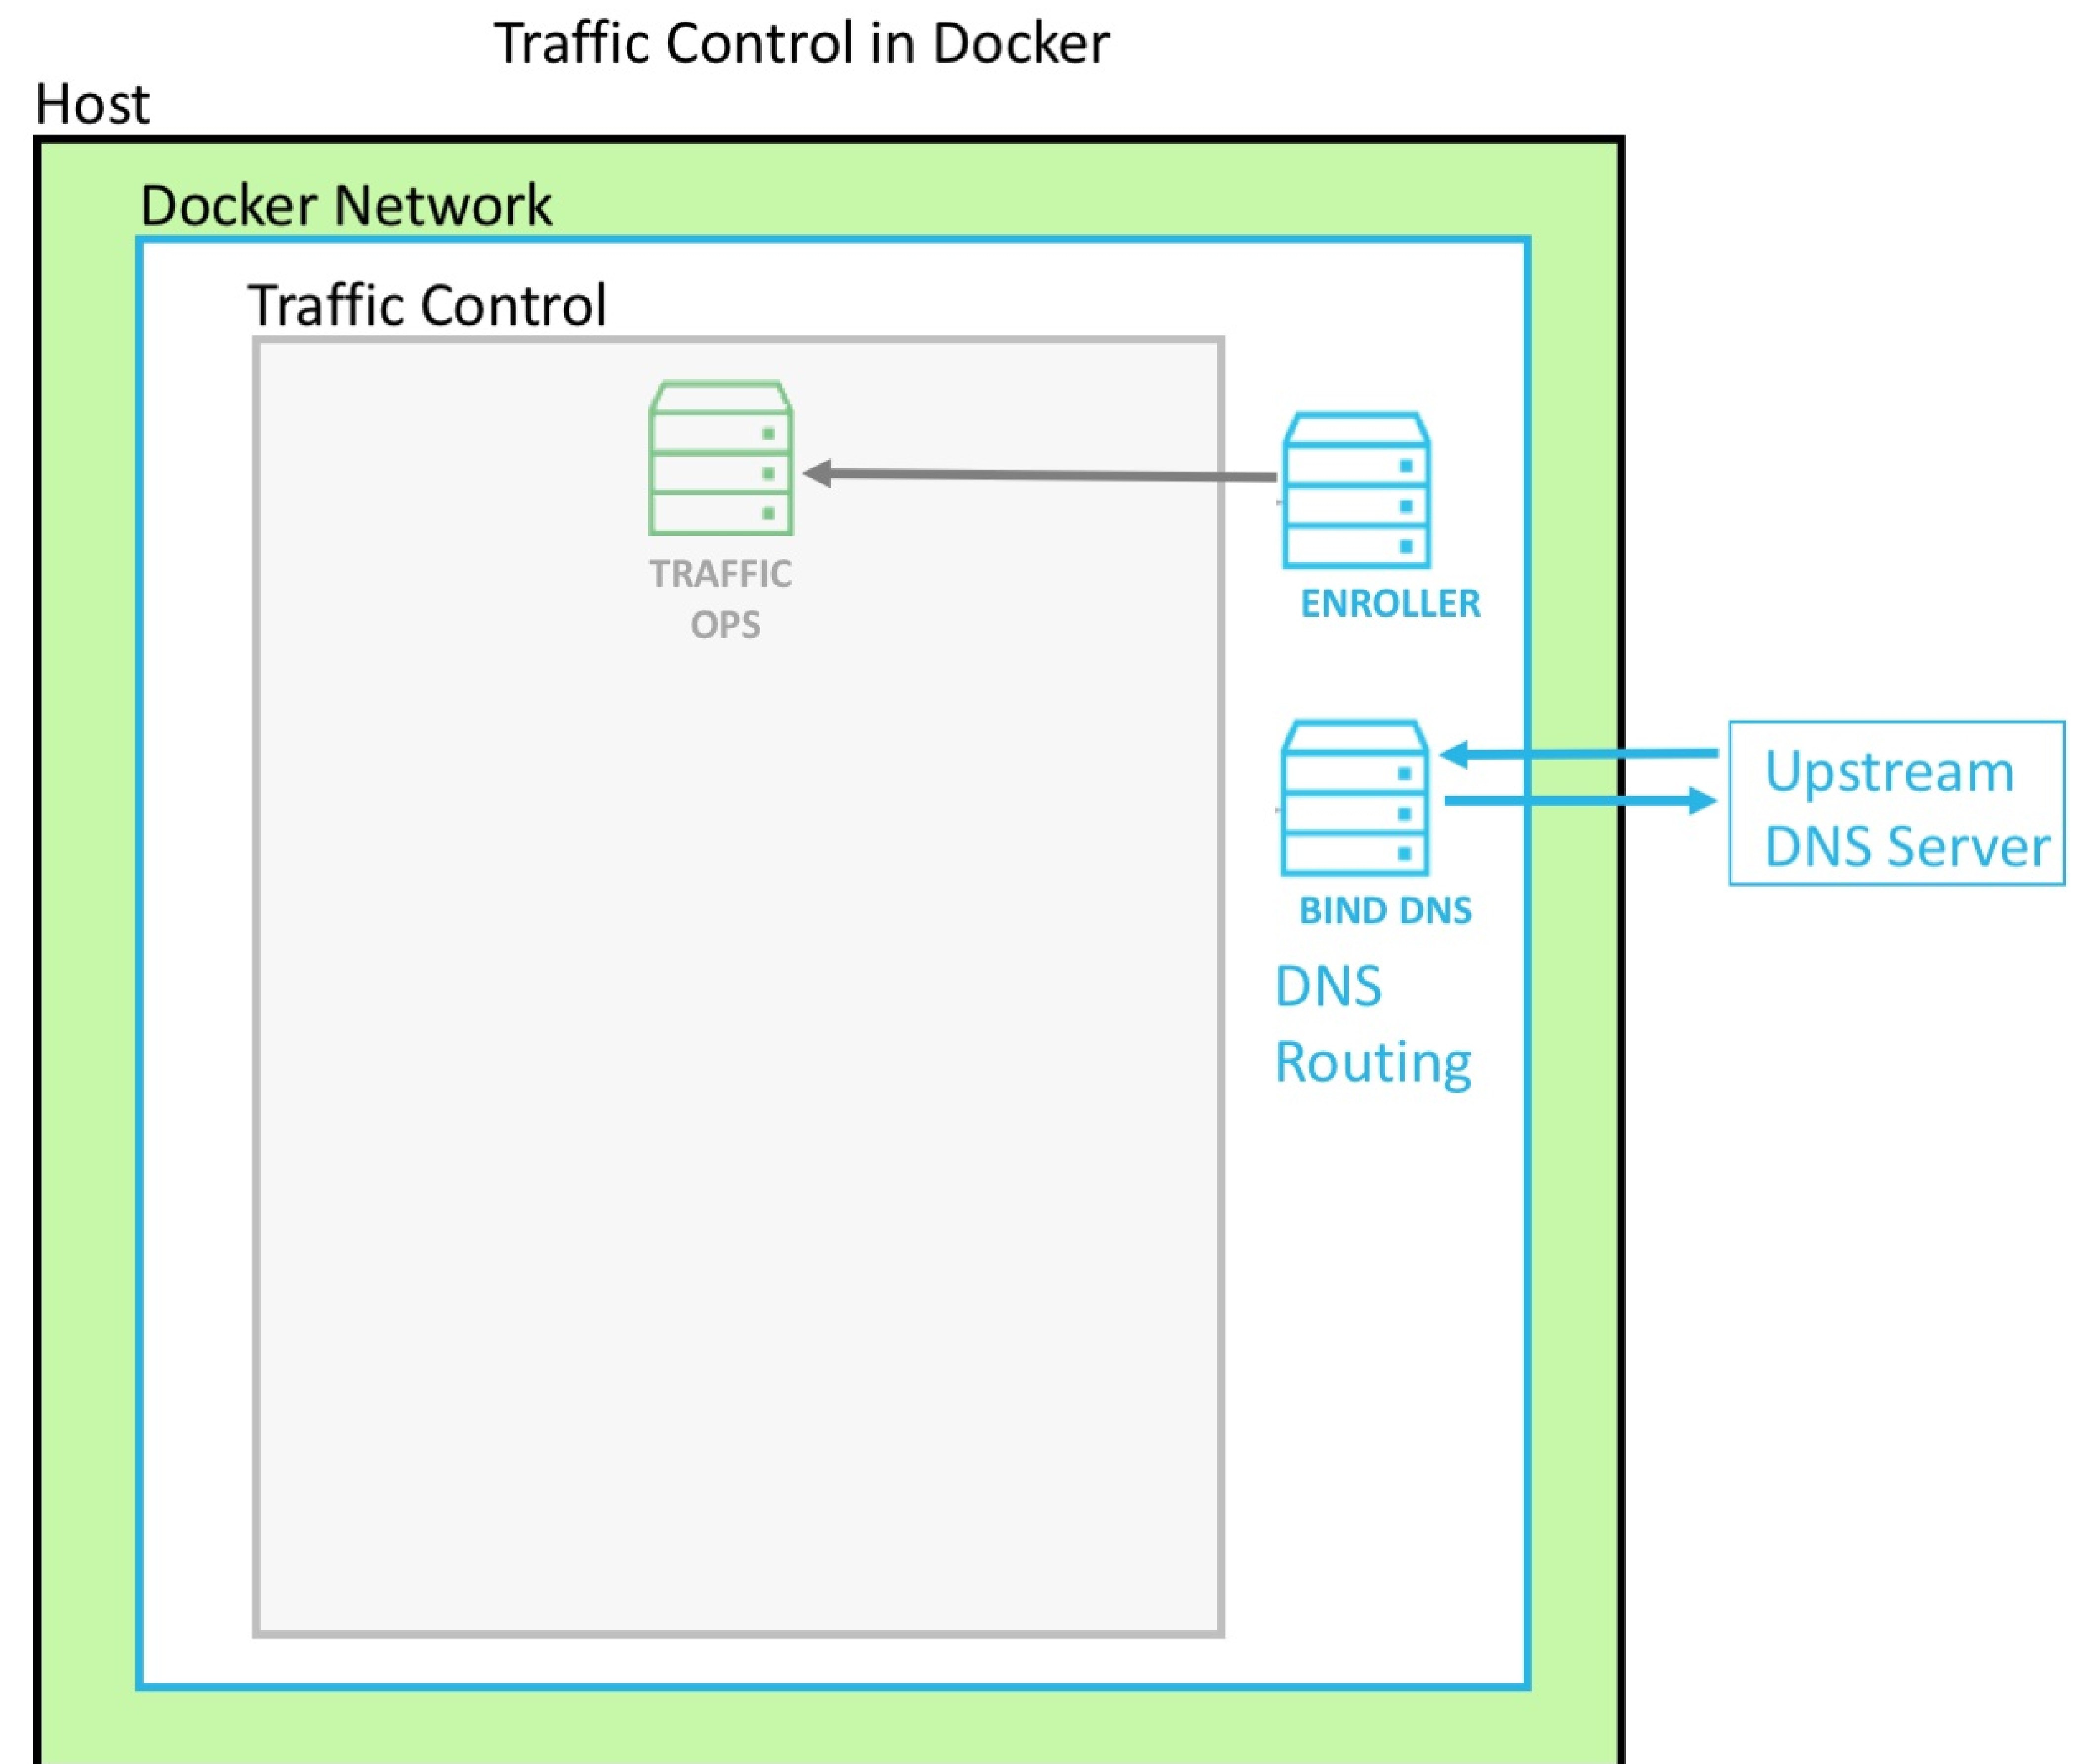 Traffic Control in Docker
Host
Docker Network
Traffic Control
TRAFFIC
OPS
ENROLLER
Upstream
DNS Server
BIND DNS
DNS
Routing